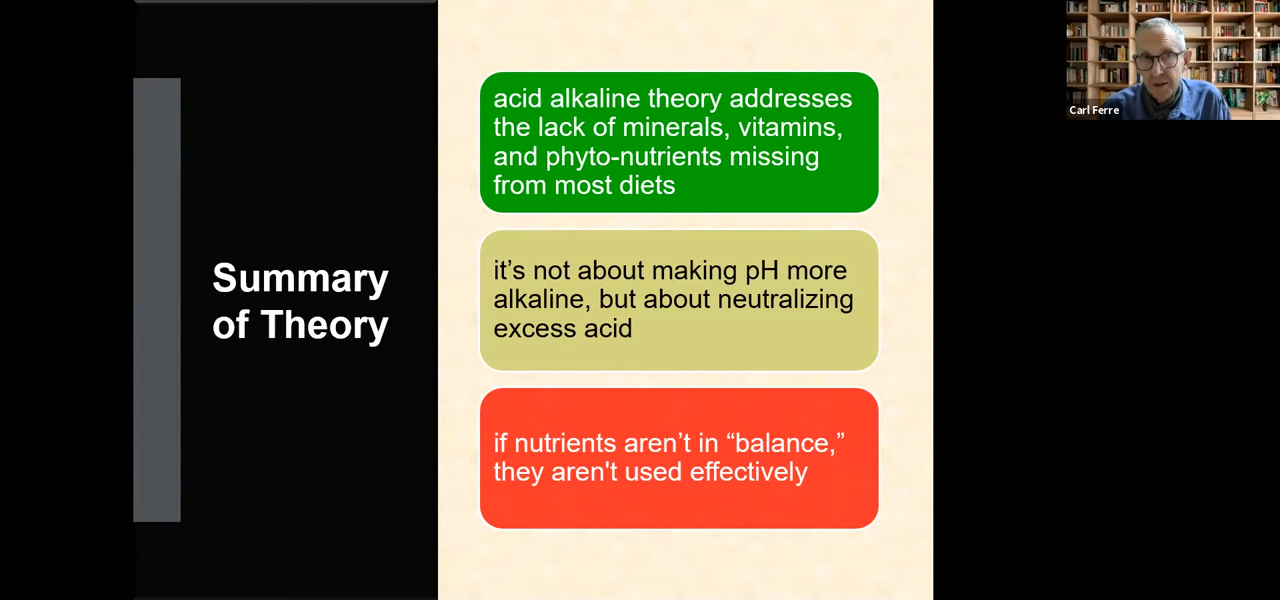 Summary
of Theory
acid alkaline theory addresses
the lack of minerals, vitamins,
and phyto-nutrients missing
from most diets
it’s not about making pH more
alkaline, but about neutralizing
excess acid
if nutrients aren’t in “balance,”
they aren't used effectively
Carl Ferre